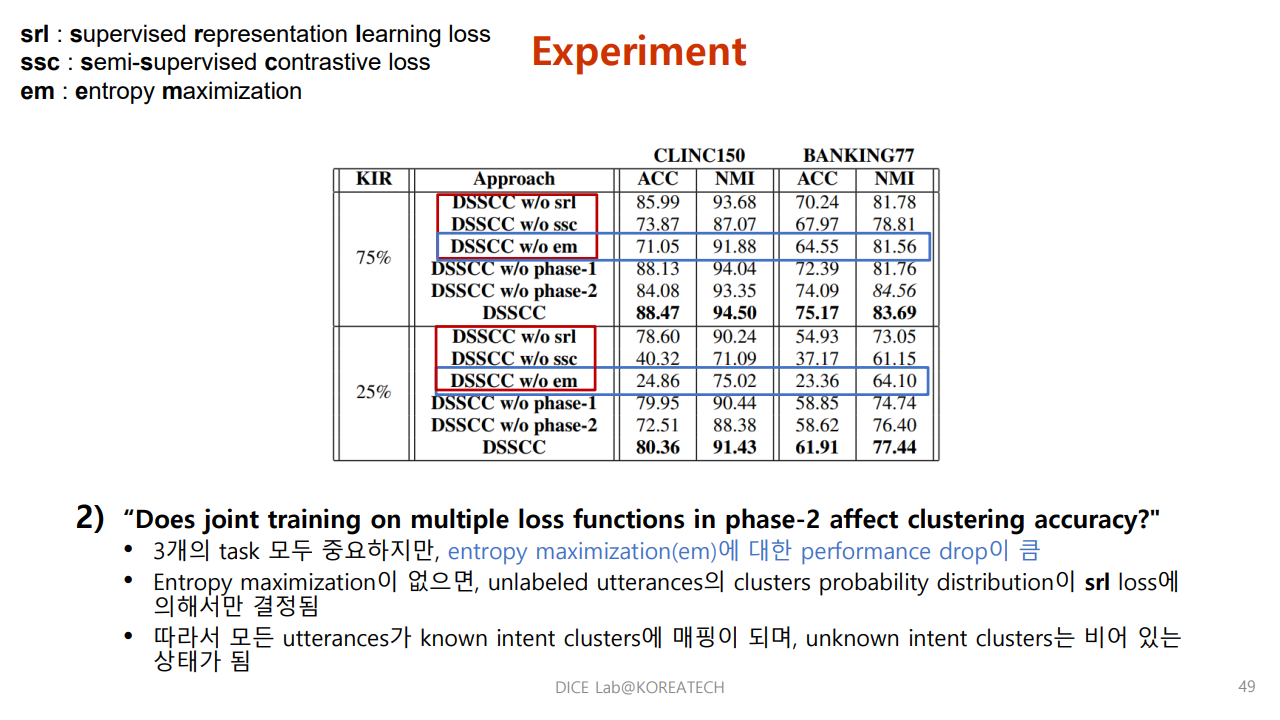 srl : supervised representation learning loss
ssc : semi-supervised contrastive loss
em : entropy maximization
Experiment
CLINC150 BANKING77
KIR Approach ACC NMI ACC NMI
DSSCC w/o srl 85.99 93.68 70.24 81.78
DSSCC w/o ssc 73.87 87.07 67.97 78.81
DSSCC w/o em 71.05 91.88 64.55 81.56
75%
DSSCC w/o phase-1 88.13 94.04 72.39 81.76
DSSCC w/o phase-2 84.08 93.35 74.09 84.56
DSSCC 88.47 94.50 75.17 83.69
DSSCC w/o srl 78.60 90.24 54.93 73.05
DSSCC w/o ssc 40.32 71.09 37.17 61.15
DSSCC w/o em 24.86 75.02 23.36 64.10
25%
DSSCC w/o phase-1 79.95 90.44 58.85 74.74
DSSCC w/o phase-2 72.51 88.38 58.62 76.40
DSSCC 80.36 91.43 61.91 77.44
2) “Does joint training on multiple loss functions in phase-2 affect clustering accuracy?"
• 3개의 task 모두 중요하지만, entropy maximization(em)에 대한 performance drop이 큼
• Entropy maximization이 없으면, unlabeled utterances의 clusters probability distribution이 srl loss에
의해서만 결정됨
• 따라서 모든 utterances가 known intent clusters에 매핑이 되며, unknown intent clusters는 비어 있는
상태가 됨
DICE Lab@KOREATECH
49